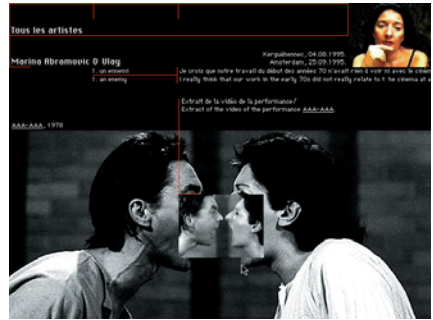 Tous les artistes
Kerguéhennec, 04.08.1995.
Marina Abramovic & Ulay
Amsterdam, 25.09.1995.
1. un ennemi
Je crois que notre travail du début des années 70 n'avait rien à voir ni avec le ciném
1. an enemy
I really think that our work in the early 70s did not really relate to t he cinema at a
Extrait de la vidéo de la performance/
Extract of the video of the performance AAA-AAA.
AAA-AAA, 1978